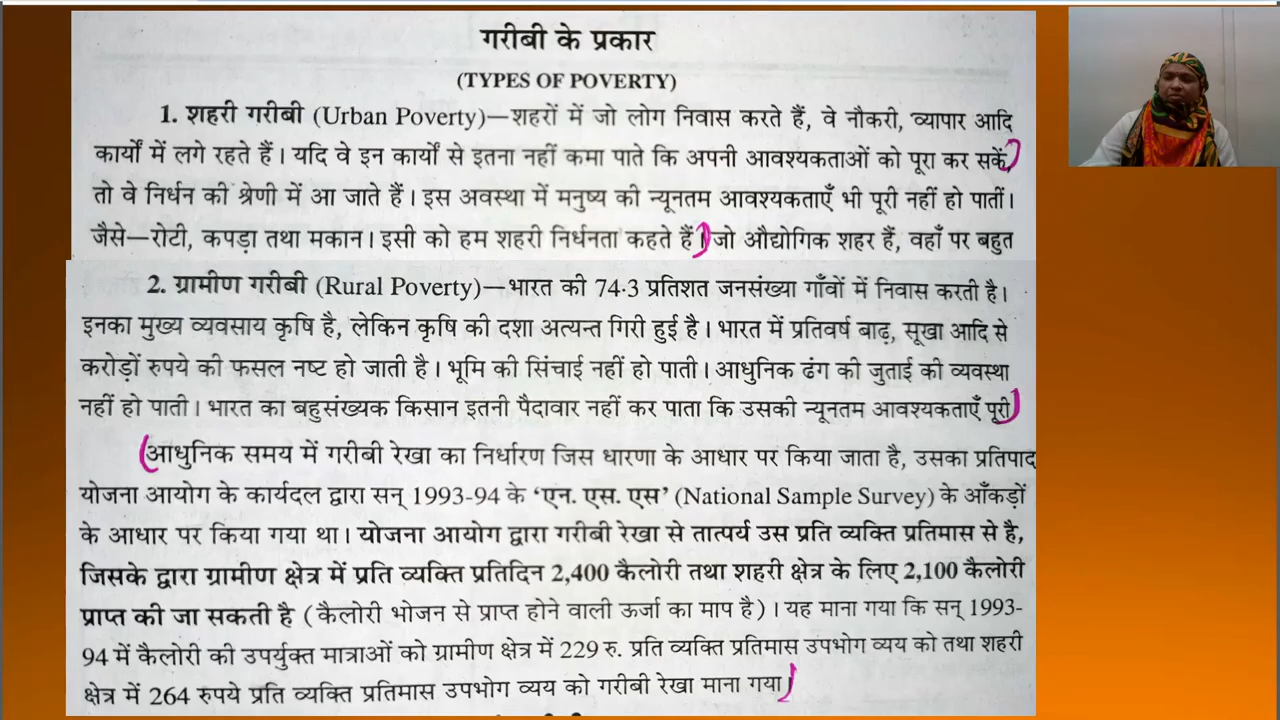 गरीबी के प्रकार
(TYPES OF POVERTY)
1. शहरी गरीबी (Urban Poverty)—शहरों में जो लोग निवास करते हैं, वे नौकरी, व्यापार आदि
कार्यों में लगे रहते हैं। यदि वे इन कार्यों से इतना नहीं कमा पाते कि अपनी आवश्यकताओं को पूरा कर सकें,
तो वे निर्धन की श्रेणी में आ जाते हैं। इस अवस्था में मनुष्य की न्यूनतम आवश्यकताएँ भी पूरी नहीं हो पातीं।
जैसे—रोटी, कपड़ा तथा मकान। इसी को हम शहरी निर्धनता कहते हैं। जो औद्योगिक शहर हैं, वहाँ पर बहुत
2. ग्रामीण गरीबी (Rural Poverty)—भारत की 74·3 प्रतिशत जनसंख्या गाँवों में निवास करती है।
इनका मुख्य व्यवसाय कृषि है, लेकिन कृषि की दशा अत्यन्त गिरी हुई है। भारत में प्रतिवर्ष बाढ़, सूखा आदि से
करोड़ों रुपये की फसल नष्ट हो जाती है। भूमि की सिंचाई नहीं हो पाती। आधुनिक ढंग की जुताई की व्यवस्था
नहीं हो पाती। भारत का बहुसंख्यक किसान इतनी पैदावार नहीं कर पाता कि उसकी न्यूनतम आवश्यकताएँ पूरी
आधुनिक समय में गरीबी रेखा का निर्धारण जिस धारणा के आधार पर किया जाता है, उसका प्रतिपाद
योजना आयोग के कार्यदल द्वारा सन् 1993-94 के ‘एन. एस. एस’ (National Sample Survey) के आँकड़ों
के आधार पर किया गया था। योजना आयोग द्वारा गरीबी रेखा से तात्पर्य उस प्रति व्यक्ति प्रतिमास से है,
जिसके द्वारा ग्रामीण क्षेत्र में प्रति व्यक्ति प्रतिदिन 2,400 कैलोरी तथा शहरी क्षेत्र के लिए 2,100 कैलोरी
प्राप्त की जा सकती है (कैलोरी भोजन से प्राप्त होने वाली ऊर्जा का माप है)। यह माना गया कि सन् 1993-
94 में कैलोरी की उपर्युक्त मात्राओं को ग्रामीण क्षेत्र में 229 रु. प्रति व्यक्ति प्रतिमास उपभोग व्यय को तथा शहरी
क्षेत्र में 264 रुपये प्रति व्यक्ति प्रतिमास उपभोग व्यय को गरीबी रेखा माना गया।